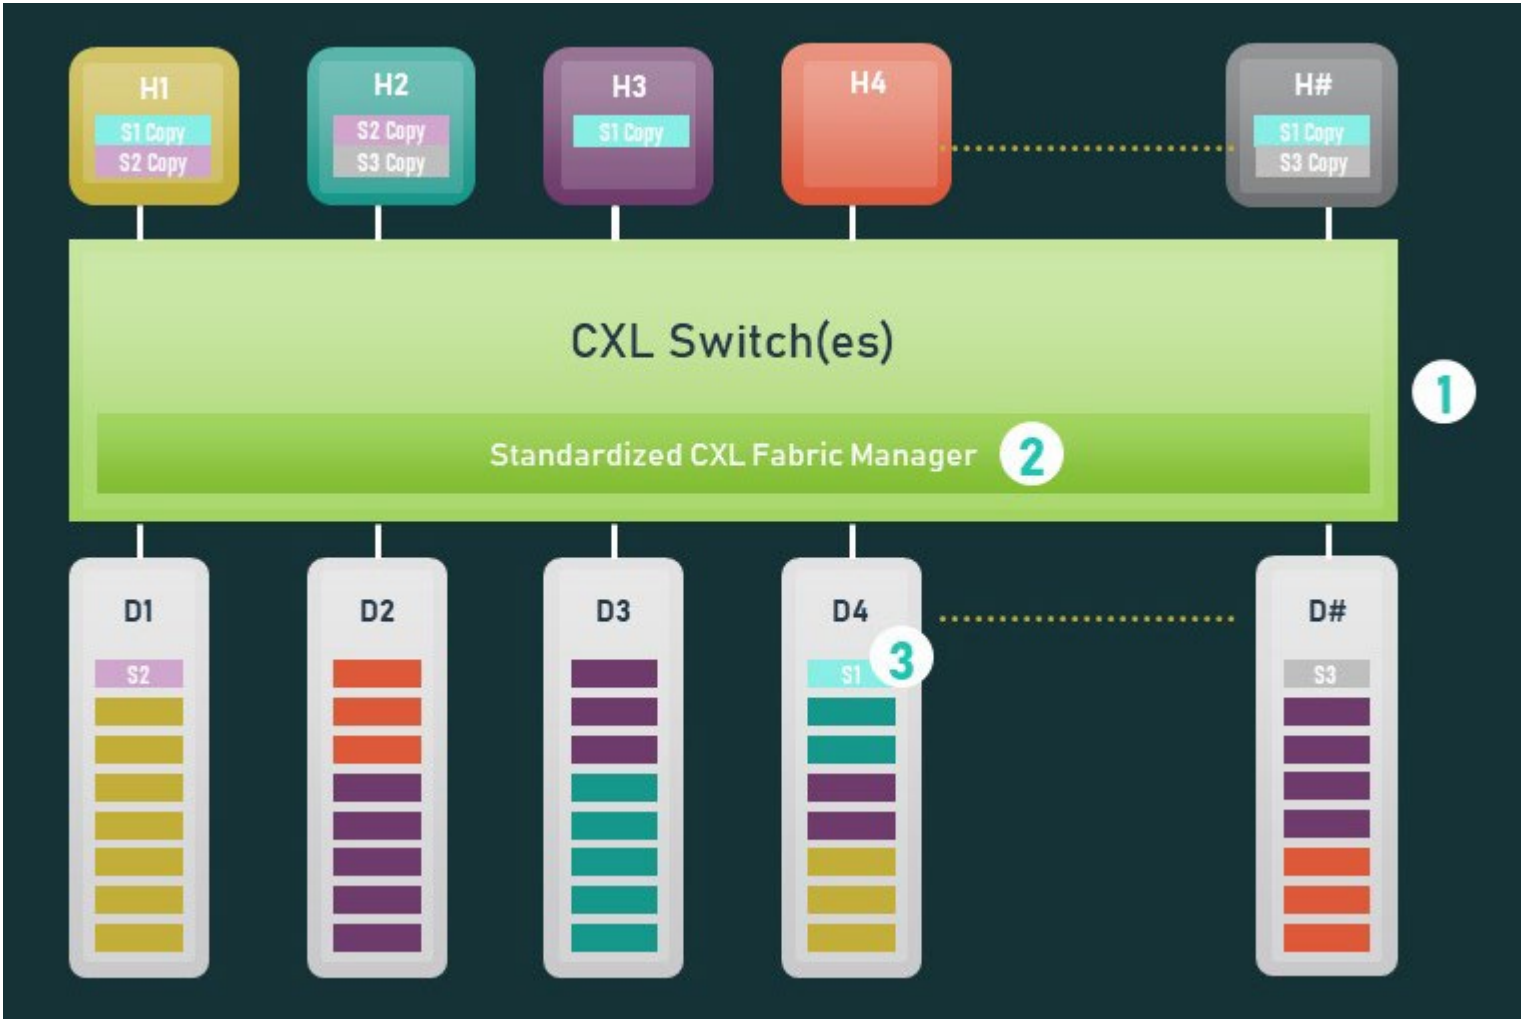 H1
S1 Copy
S2 Copy
H2
S2 Copy
S3 Copy
H3
S1 Copy
H4
H#
S1 Copy
S3 Copy
CXL Switch(es)
1
Standardized CXL Fabric Manager
2
D1
S2
D2
D3
D4
3
S1
D#
S3